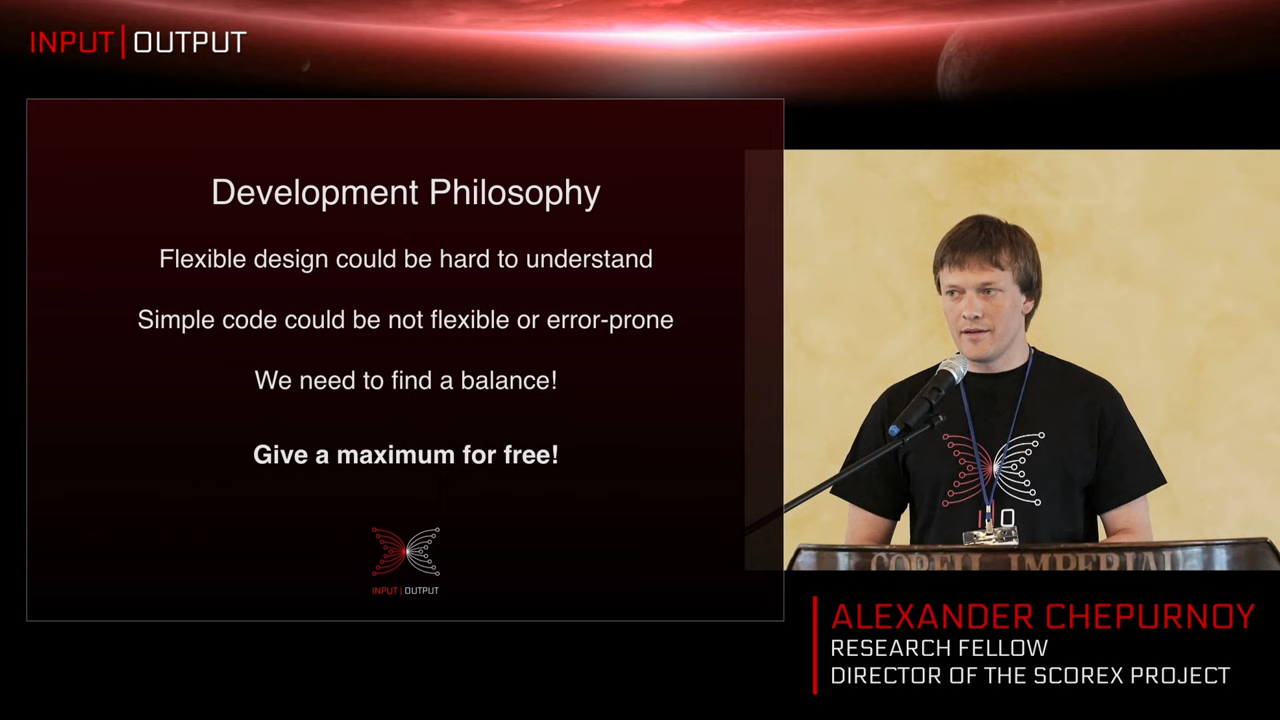 INPUT | OUTPUT
Development Philosophy
Flexible design could be hard to understand
Simple code could be not flexible or error-prone
We need to find a balance!
Give a maximum for free!
INPUT | OUTPUT
ALEXANDER CHEPURNOY
RESEARCH FELLOW
DIRECTOR OF THE SCOREX PROJECT